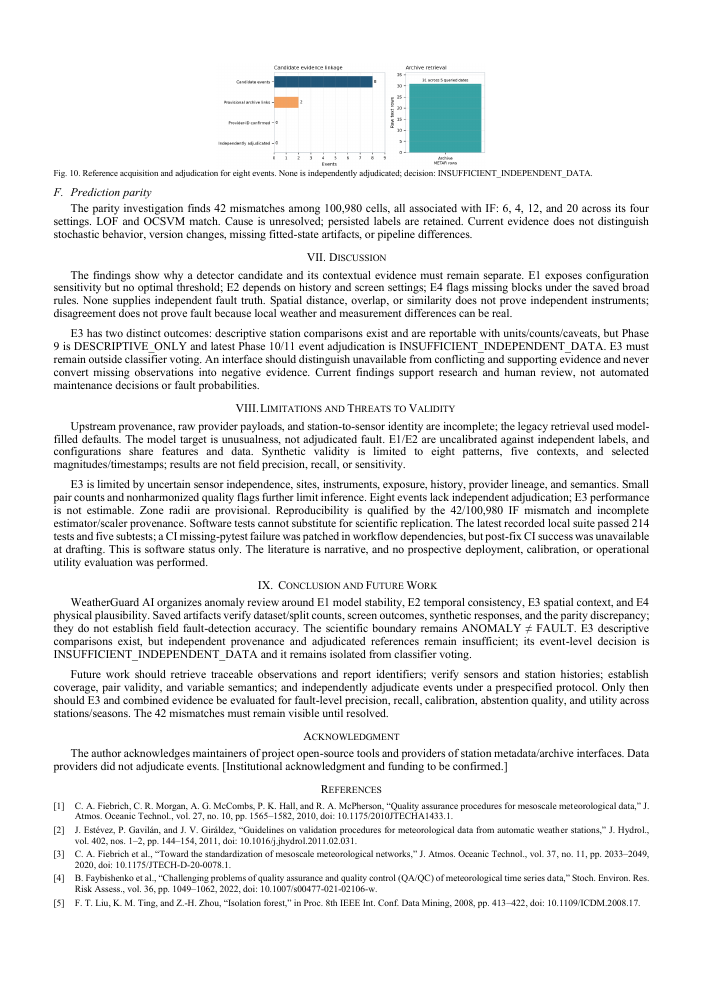 Candidate evidence linkage
Archive retrieval
Candidate events
8
Provisional archive links
2
Provider-ID confirmed
0
Independently adjudicated
0
0 1 2 3 4 5 6 7 8 9
Events
31 across 5 queried dates
35
30
25
20
15
10
5
0
Archive
METAR rows
Fig. 10. Reference acquisition and adjudication for eight events. None is independently adjudicated; decision: INSUFFICIENT_INDEPENDENT_DATA.
F. Prediction parity
The parity investigation finds 42 mismatches among 100,980 cells, all associated with IF: 6, 4, 12, and 20 across its four
settings. LOF and OCSVM match. Cause is unresolved; persisted labels are retained. Current evidence does not distinguish
stochastic behavior, version changes, missing fitted-state artifacts, or pipeline differences.
VII. DISCUSSION
The findings show why a detector candidate and its contextual evidence must remain separate. E1 exposes configuration
sensitivity but no optimal threshold; E2 depends on history and screen settings; E4 flags missing blocks under the saved broad
rules. None supplies independent fault truth. Spatial distance, overlap, or similarity does not prove independent instruments;
disagreement does not prove fault because local weather and measurement differences can be real.
E3 has two distinct outcomes: descriptive station comparisons exist and are reportable with units/counts/caveats, but Phase
9 is DESCRIPTIVE_ONLY and latest Phase 10/11 event adjudication is INSUFFICIENT_INDEPENDENT_DATA. E3 must
remain outside classifier voting. An interface should distinguish unavailable from conflicting and supporting evidence and never
convert missing observations into negative evidence. Current findings support research and human review, not automated
maintenance decisions or fault probabilities.
VIII. LIMITATIONS AND THREATS TO VALIDITY
Upstream provenance, raw provider payloads, and station-to-sensor identity are incomplete; the legacy retrieval used model-
filled defaults. The model target is unusualness, not adjudicated fault. E1/E2 are uncalibrated against independent labels, and
configurations share features and data. Synthetic validity is limited to eight patterns, five contexts, and selected
magnitudes/timestamps; results are not field precision, recall, or sensitivity.
E3 is limited by uncertain sensor independence, sites, instruments, exposure, history, provider lineage, and semantics. Small
pair counts and nonharmonized quality flags further limit inference. Eight events lack independent adjudication; E3 performance
is not estimable. Zone radii are provisional. Reproducibility is qualified by the 42/100,980 IF mismatch and incomplete
estimator/scaler provenance. Software tests cannot substitute for scientific replication. The latest recorded local suite passed 214
tests and five subtests; a CI missing-pytest failure was patched in workflow dependencies, but post-fix CI success was unavailable
at drafting. This is software status only. The literature is narrative, and no prospective deployment, calibration, or operational
utility evaluation was performed.
IX. CONCLUSION AND FUTURE WORK
WeatherGuard AI organizes anomaly review around E1 model stability, E2 temporal consistency, E3 spatial context, and E4
physical plausibility. Saved artifacts verify dataset/split counts, screen outcomes, synthetic responses, and the parity discrepancy;
they do not establish field fault-detection accuracy. The scientific boundary remains ANOMALY ≠ FAULT. E3 descriptive
comparisons exist, but independent provenance and adjudicated references remain insufficient; its event-level decision is
INSUFFICIENT_INDEPENDENT_DATA and it remains isolated from classifier voting.
Future work should retrieve traceable observations and report identifiers; verify sensors and station histories; establish
coverage, pair validity, and variable semantics; and independently adjudicate events under a prespecified protocol. Only then
should E3 and combined evidence be evaluated for fault-level precision, recall, calibration, abstention quality, and utility across
stations/seasons. The 42 mismatches must remain visible until resolved.
ACKNOWLEDGMENT
The author acknowledges maintainers of project open-source tools and providers of station metadata/archive interfaces. Data
providers did not adjudicate events. [Institutional acknowledgment and funding to be confirmed.]
REFERENCES
[1] C. A. Fiebrich, C. R. Morgan, A. G. McCombs, P. K. Hall, and R. A. McPherson, “Quality assurance procedures for mesoscale meteorological data,” J.
Atmos. Oceanic Technol., vol. 27, no. 10, pp. 1565–1582, 2010, doi: 10.1175/2010JTECHA1433.1.
[2] J. Estévez, P. Gavilán, and J. V. Giráldez, “Guidelines on validation procedures for meteorological data from automatic weather stations,” J. Hydrol.,
vol. 402, nos. 1–2, pp. 144–154, 2011, doi: 10.1016/j.jhydrol.2011.02.031.
[3] C. A. Fiebrich et al., “Toward the standardization of mesoscale meteorological networks,” J. Atmos. Oceanic Technol., vol. 37, no. 11, pp. 2033–2049,
2020, doi: 10.1175/JTECH-D-20-0078.1.
[4] B. Faybishenko et al., “Challenging problems of quality assurance and quality control (QA/QC) of meteorological time series data,” Stoch. Environ. Res.
Risk Assess., vol. 36, pp. 1049–1062, 2022, doi: 10.1007/s00477-021-02106-w.
[5] F. T. Liu, K. M. Ting, and Z.-H. Zhou, “Isolation forest,” in Proc. 8th IEEE Int. Conf. Data Mining, 2008, pp. 413–422, doi: 10.1109/ICDM.2008.17.